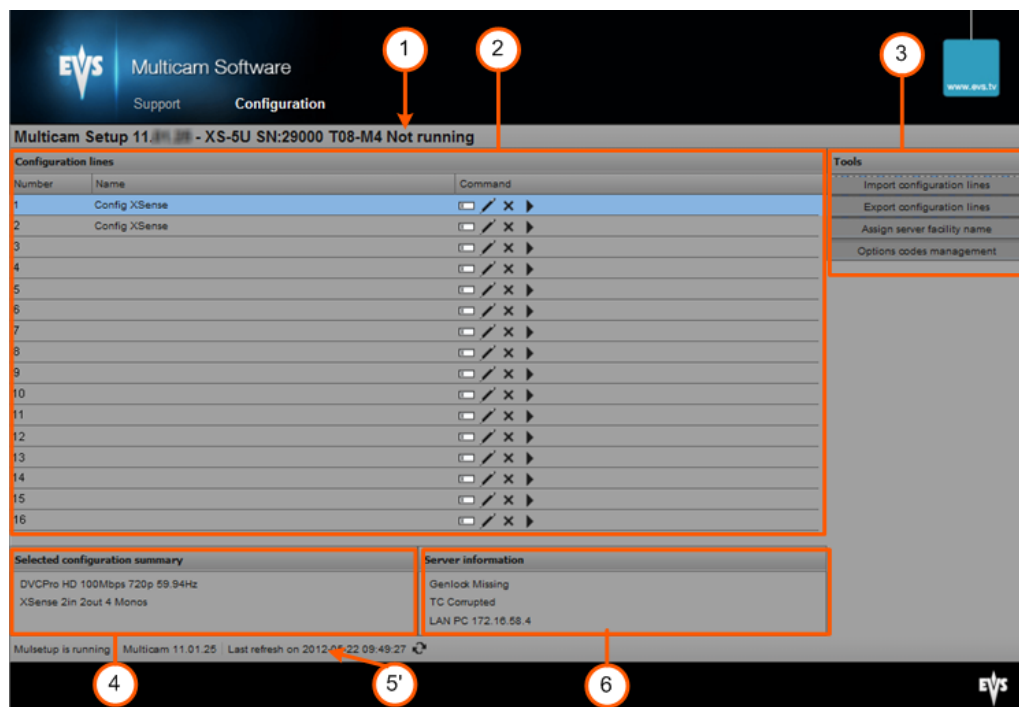 1
2
3
EVS
Multicam Software
www.evs.tv
Support Configuration
Multicam Setup 11. - XS-5U SN:29000 T08-M4 Not running
Configuration lines
Tools
Number Name Command
Import configuration lines
1 Config XSense
Export configuration lines
2 Config XSense
Assign server facility name
3
Options codes management
4
5
6
7
8
9
10
11
12
13
14
15
16
Selected configuration summary
Server information
DVCPro HD 100Mbps 720p 59.94Hz
Genlock Missing
XSense 2in 2out 4 Monos
TC Corrupted
LAN PC 172.16.58.4
Mulsetup is running Multicam 11.01.25 Last refresh on 09:49:27
4
5'
6
EVS